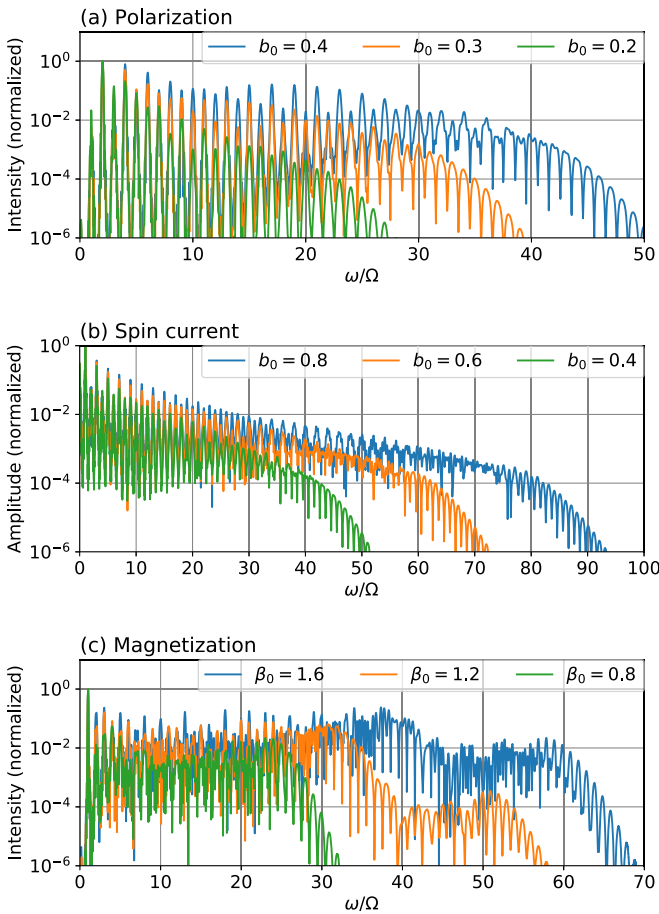 (a) Polarization
b₀ = 0.4 b₀ = 0.3 b₀ = 0.2
Intensity (normalized)
10⁰
10⁻²
10⁻⁴
10⁻⁶
0 10 20 30 40 50
ω/Ω
(b) Spin current
b₀ = 0.8 b₀ = 0.6 b₀ = 0.4
Amplitude (normalized)
10⁰
10⁻²
10⁻⁴
10⁻⁶
0 10 20 30 40 50 60 70 80 90 100
ω/Ω
(c) Magnetization
β₀ = 1.6 β₀ = 1.2 β₀ = 0.8
Intensity (normalized)
10⁰
10⁻²
10⁻⁴
10⁻⁶
0 10 20 30 40 50 60 70
ω/Ω